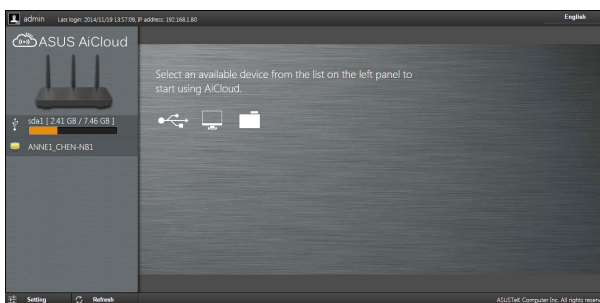 admin Last login: 2014/11/19 13:57:09, IP address: 192.168.1.80
English
ASUS AiCloud
Select an available device from the list on the left panel to
start using AiCloud.
sda1 [ 2.41 GB / 7.46 GB ]
ANNE1_CHEN-NB1
Setting Refresh
ASUSTeK Computer Inc. All rights reser